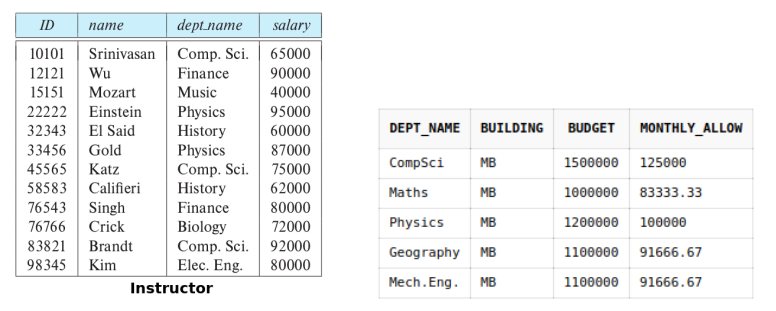 ID name dept_name salary
10101 Srinivasan Comp. Sci. 65000
12121 Wu Finance 90000
15151 Mozart Music 40000
22222 Einstein Physics 95000
32343 El Said History 60000
33456 Gold Physics 87000
45565 Katz Comp. Sci. 75000
58583 Califieri History 62000
76543 Singh Finance 80000
76766 Crick Biology 72000
83821 Brandt Comp. Sci. 92000
98345 Kim Elec. Eng. 80000
Instructor
DEPT_NAME BUILDING BUDGET MONTHLY_ALLOW
CompSci MB 1500000 125000
Maths MB 1000000 83333.33
Physics MB 1200000 100000
Geography MB 1100000 91666.67
Mech.Eng. MB 1100000 91666.67